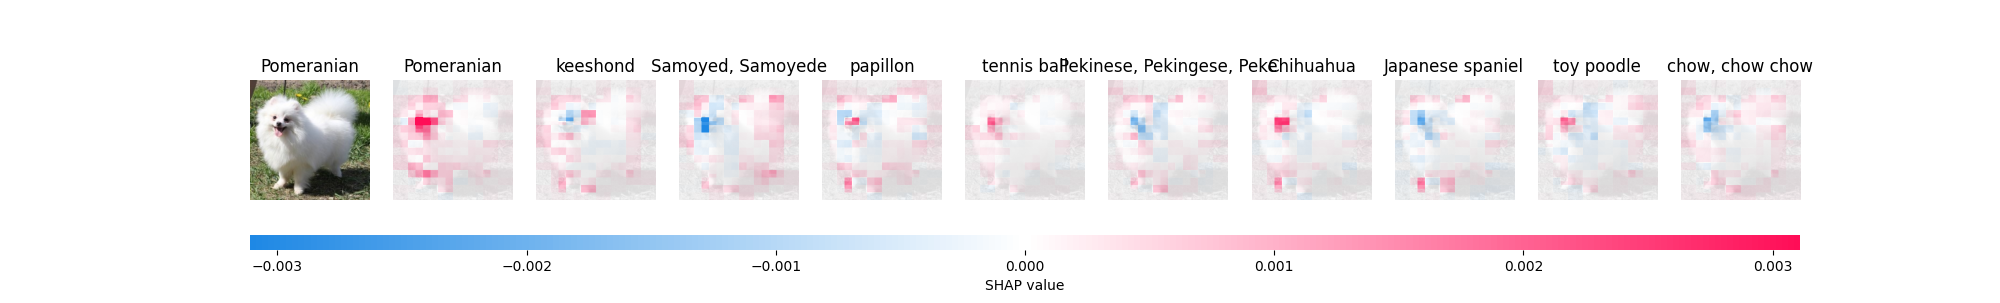 Pomeranian
Pomeranian
keeshond
Samoyed, Samoyede
papillon
tennis ball
Pekinese, Pekingese, Peke
Chihuahua
Japanese spaniel
toy poodle
chow, chow chow
−0.003 −0.002 −0.001 0.000 0.001 0.002 0.003
SHAP value